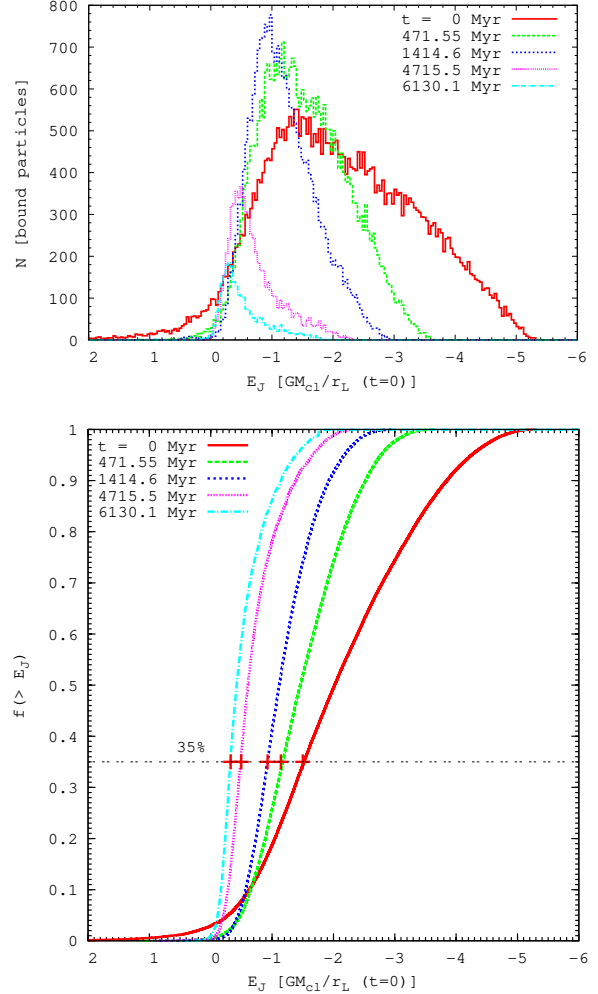 800
700
600
500
400
300
200
100
0
N [bound particles]
t = 0 Myr
471.55 Myr
1414.6 Myr
4715.5 Myr
6130.1 Myr
2 1 0 -1 -2 -3 -4 -5 -6
E_J [GM_cl/r_L (t=0)]
1
0.9
0.8
0.7
0.6
0.5
0.4
0.3
0.2
0.1
0
f(> E_J)
t = 0 Myr
471.55 Myr
1414.6 Myr
4715.5 Myr
6130.1 Myr
35%
2 1 0 -1 -2 -3 -4 -5 -6
E_J [GM_cl/r_L (t=0)]